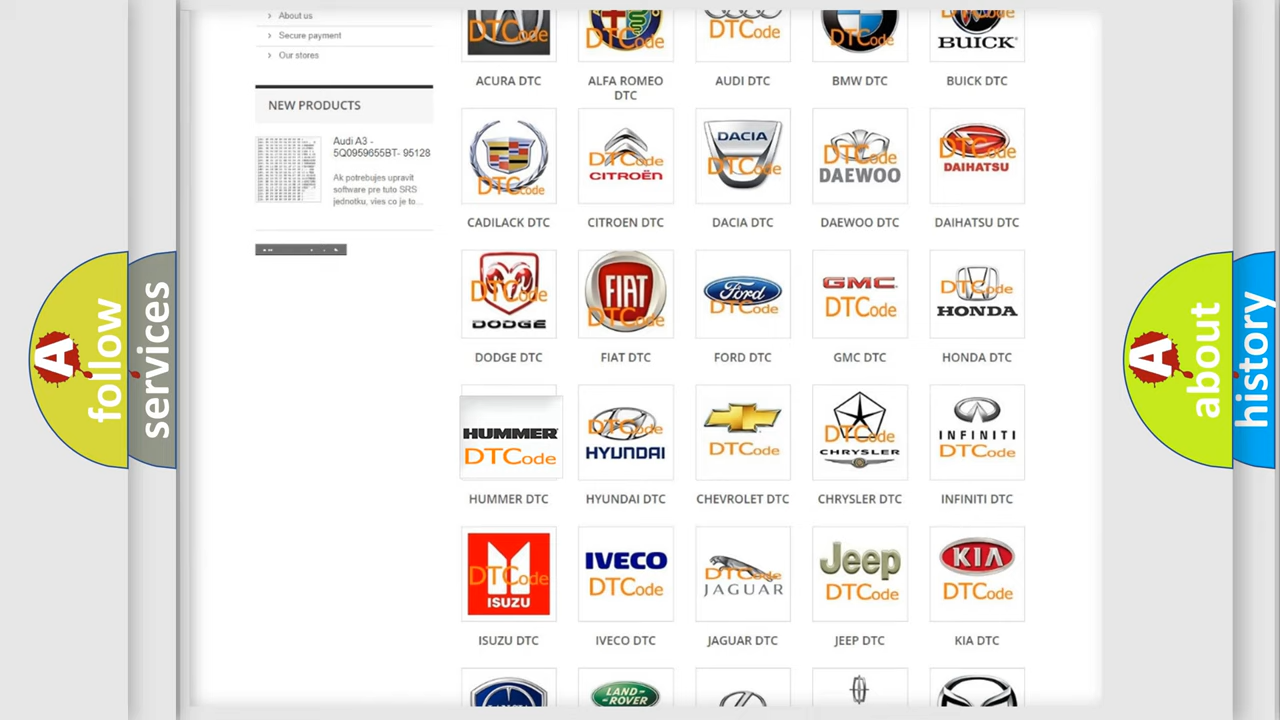 About us
Secure payment
Our stores
NEW PRODUCTS
Audi A3 -
5Q0959655BT- 95128
Ak potrebujes upravit
software pre tuto SRS
jednotku, vies co je to...
DTCode DTCode DTCode DTCode DTCode
BUICK
ACURA DTC
ALFA ROMEO
DTC
AUDI DTC
BMW DTC
BUICK DTC
DTCode
DTCode
CITROËN
DACIA
DTCode
DTCode
DAEWOO
DTCode
DAIHATSU
CADILACK DTC
CITROEN DTC
DACIA DTC
DAEWOO DTC
DAIHATSU DTC
DTCode
DODGE
FIAT
DTCode
Ford
DTCode
GMC
DTCode
DTCode
HONDA
DODGE DTC
FIAT DTC
FORD DTC
GMC DTC
HONDA DTC
HUMMER
DTCode
DTCode
HYUNDAI
DTCode
DTCode
CHRYSLER
INFINITI
DTCode
HUMMER DTC
HYUNDAI DTC
CHEVROLET DTC
CHRYSLER DTC
INFINITI DTC
DTCode
ISUZU
IVECO
DTCode
DTCode
JAGUAR
Jeep
DTCode
KIA
DTCode
ISUZU DTC
IVECO DTC
JAGUAR DTC
JEEP DTC
KIA DTC
LAND-
ROVER
A
follow
services
A
about
history